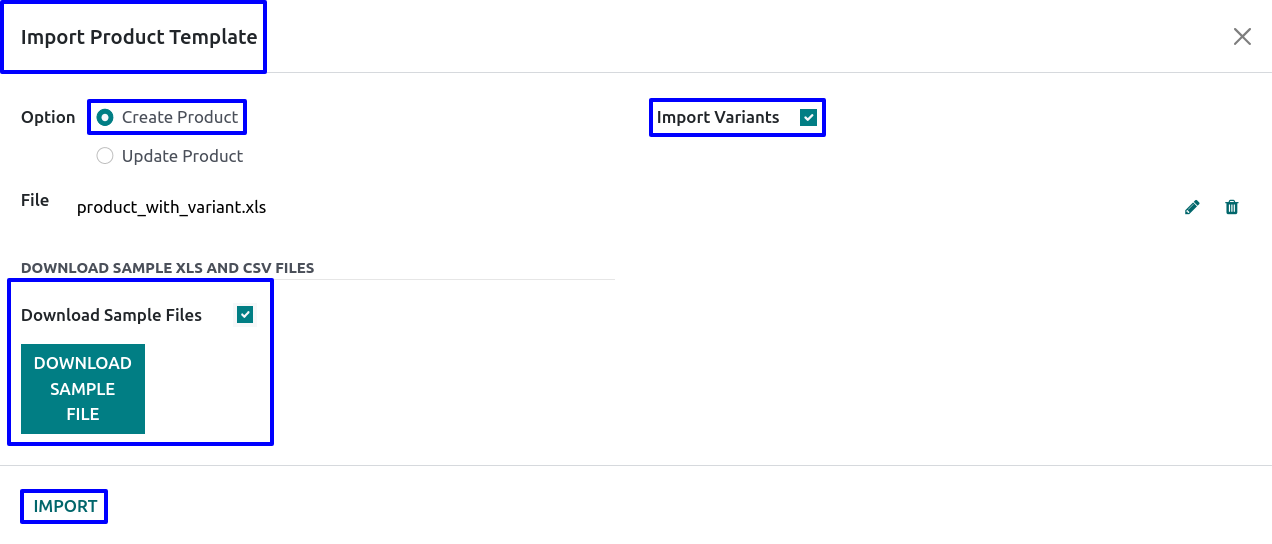 Import Product Template
Option
Create Product
Import Variants
Update Product
File
product_with_variant.xls
DOWNLOAD SAMPLE XLS AND CSV FILES
Download Sample Files
DOWNLOAD
SAMPLE
FILE
IMPORT